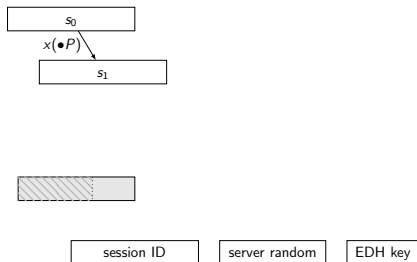 s₀
x(•P)
s₁
session ID server random EDH key